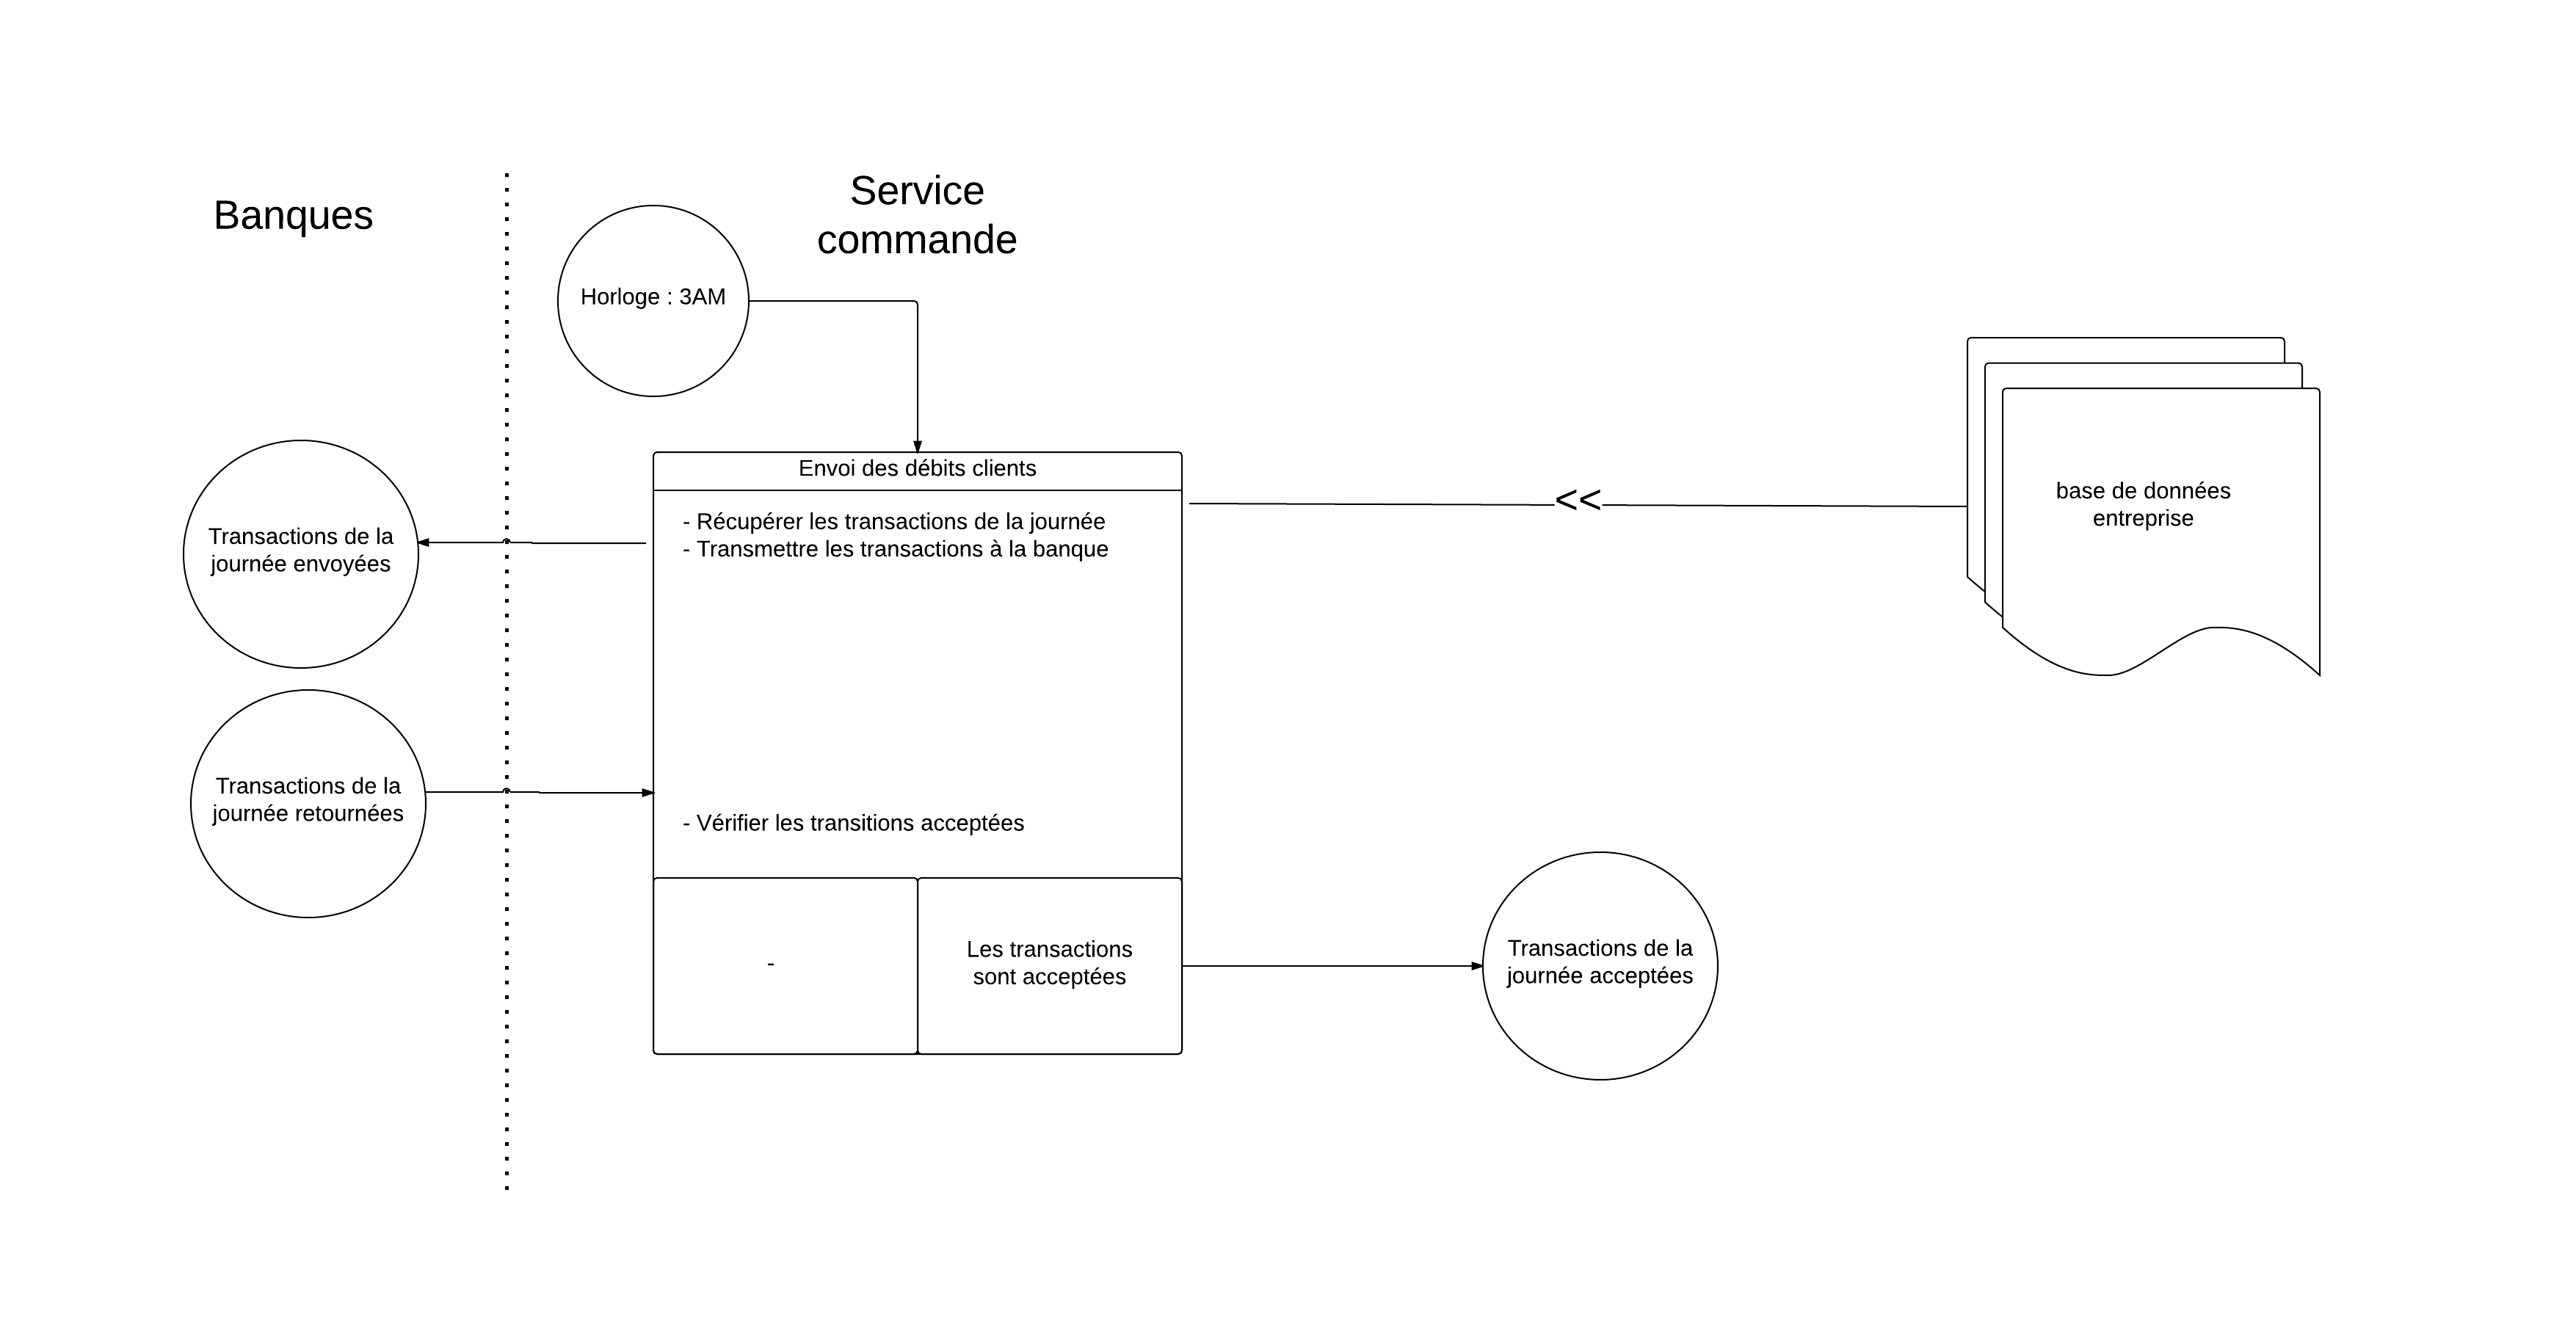 Banques
Service
commande
Horloge : 3AM
Envoi des débits clients
- Récupérer les transactions de la journée
- Transmettre les transactions à la banque
<<
base de données
entreprise
Transactions de la
journée envoyées
Transactions de la
journée retournées
- Vérifier les transitions acceptées
-
Les transactions
sont acceptées
Transactions de la
journée acceptées